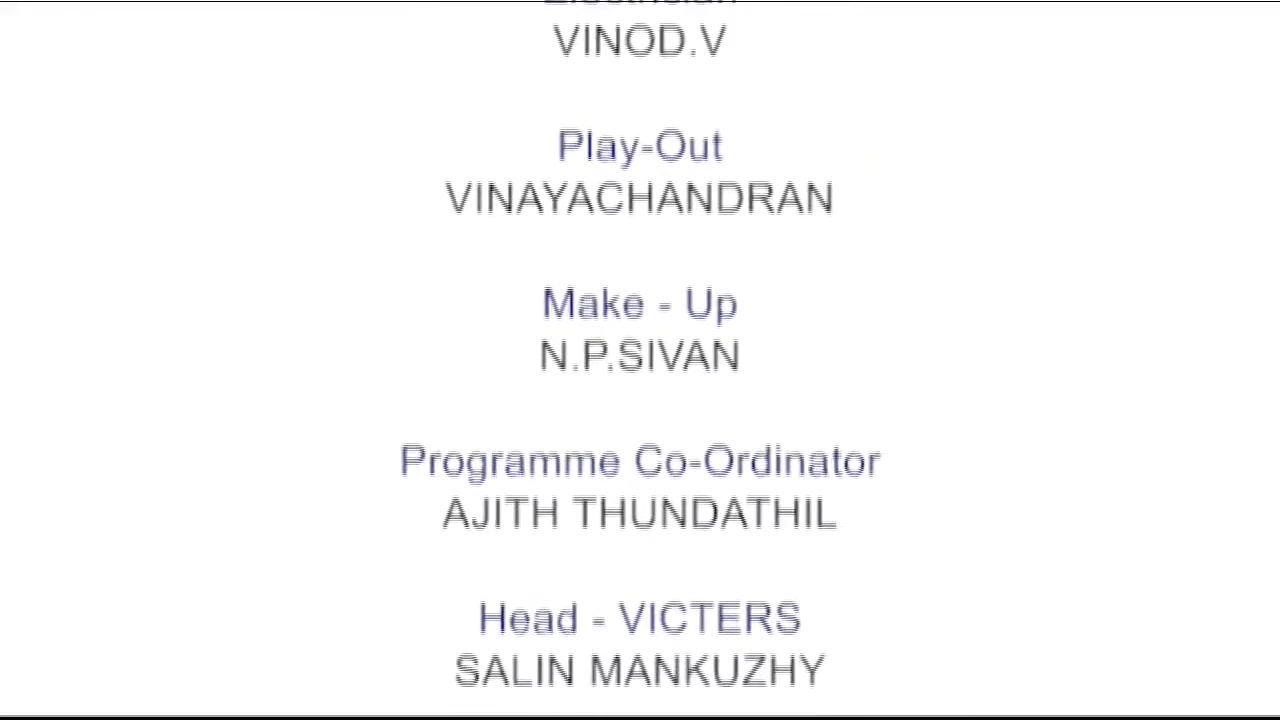 VINOD.V
Play-Out
VINAYACHANDRAN
Make - Up
N.P.SIVAN
Programme Co-Ordinator
AJITH THUNDATHIL
Head - VICTERS
SALIN MANKUZHY